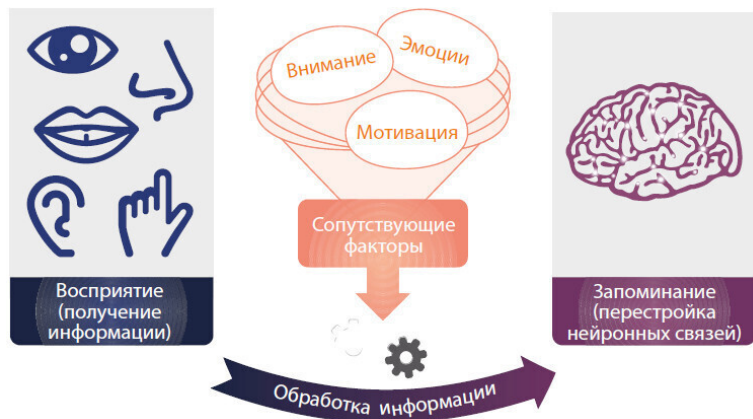 Внимание
Эмоции
Мотивация
Сопутствующие
факторы
Восприятие
(получение
информации)
Запоминание
(перестройка
нейронных связей)
Обработка информации